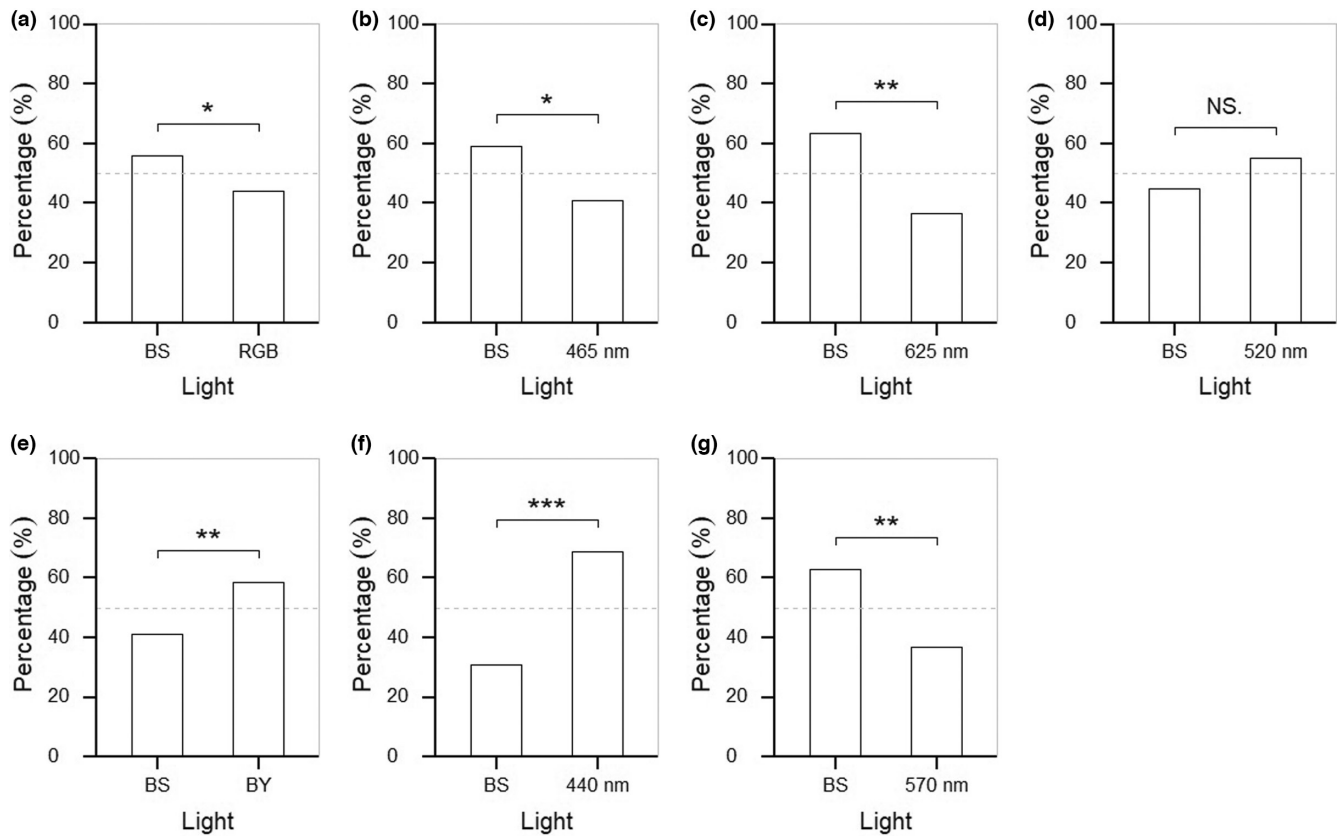 (a)
Percentage (%)
100
80
60
40
20
0
*
BS RGB
Light
(b)
Percentage (%)
100
80
60
40
20
0
*
BS 465 nm
Light
(c)
Percentage (%)
100
80
60
40
20
0
**
BS 625 nm
Light
(d)
Percentage (%)
100
80
60
40
20
0
NS.
BS 520 nm
Light
(e)
Percentage (%)
100
80
60
40
20
0
**
BS BY
Light
(f)
Percentage (%)
100
80
60
40
20
0
***
BS 440 nm
Light
(g)
Percentage (%)
100
80
60
40
20
0
**
BS 570 nm
Light